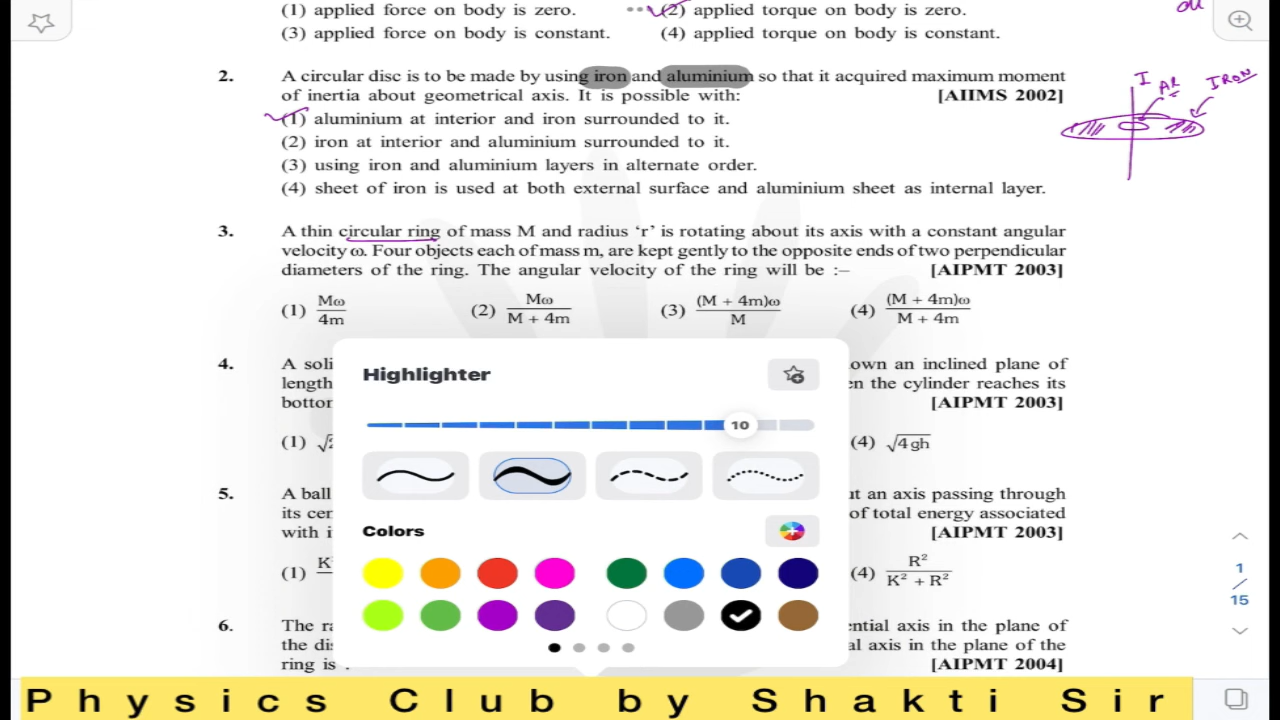 (1) applied force on body is zero. (2) applied torque on body is zero.
(3) applied force on body is constant. (4) applied torque on body is constant.
2. A circular disc is to be made by using iron and aluminium so that it acquired maximum moment
of inertia about geometrical axis. It is possible with: [AIIMS 2002]
I
IRON
(1) aluminium at interior and iron surrounded to it.
(2) iron at interior and aluminium surrounded to it.
(3) using iron and aluminium layers in alternate order.
(4) sheet of iron is used at both external surface and aluminium sheet as internal layer.
3. A thin circular ring of mass M and radius ‘r’ is rotating about its axis with a constant angular
velocity ω. Four objects each of mass m, are kept gently to the opposite ends of two perpendicular
diameters of the ring. The angular velocity of the ring will be :– [AIPMT 2003]
(1) Mω/4m (2) Mω/(M + 4m) (3) (M + 4m)ω/M (4) (M + 4m)ω/(M + 4m)
4. A soli own an inclined plane of
length en the cylinder reaches its
bottor [AIPMT 2003]
(1) √2 (4) √4gh
5. A ball ut an axis passing through
its cer of total energy associated
with i [AIPMT 2003]
(1) K (4) R²/(K² + R²)
6. The ra ential axis in the plane of
the dis al axis in the plane of the
ring is : [AIPMT 2004]
Highlighter
10
Colors
1
/
15
Physics Club by Shakti Sir